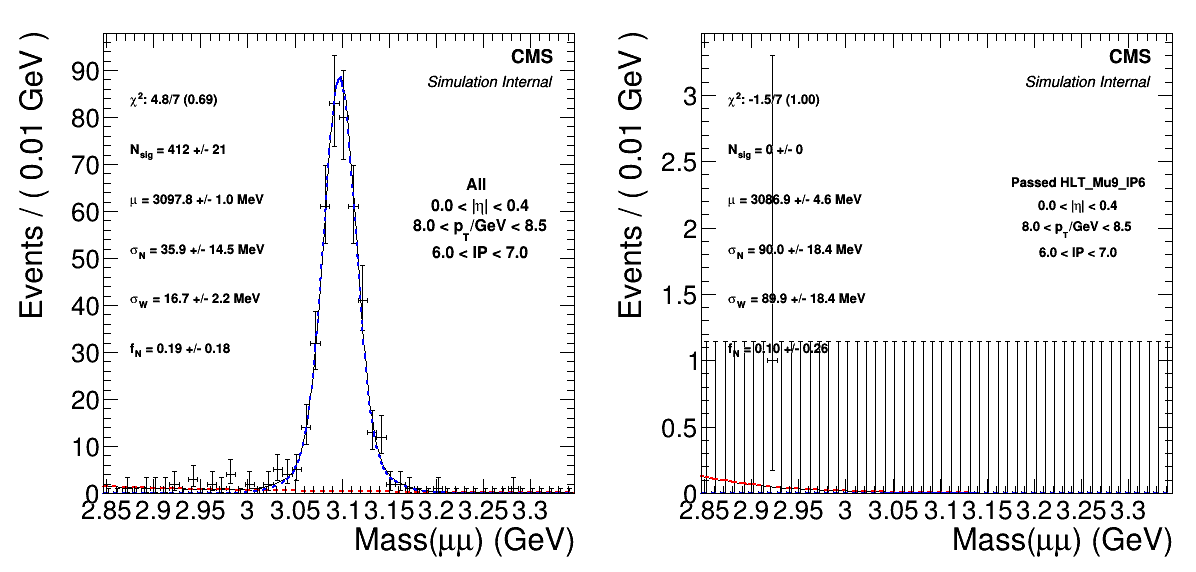 CMS
Simulation Internal
χ²: 4.8/7 (0.69)
N_sig = 412 +/- 21
μ = 3097.8 +/- 1.0 MeV
σ_N = 35.9 +/- 14.5 MeV
σ_W = 16.7 +/- 2.2 MeV
f_N = 0.19 +/- 0.18
All
0.0 < |η| < 0.4
8.0 < p_T/GeV < 8.5
6.0 < IP < 7.0
Events / ( 0.01 GeV )
90
80
70
60
50
40
30
20
10
0
2.85 2.9 2.95 3 3.05 3.1 3.15 3.2 3.25 3.3
Mass(μμ) (GeV)
CMS
Simulation Internal
χ²: -1.5/7 (1.00)
N_sig = 0 +/- 0
μ = 3086.9 +/- 4.6 MeV
σ_N = 90.0 +/- 18.4 MeV
σ_W = 89.9 +/- 18.4 MeV
f_N = 0.10 +/- 0.26
Passed HLT_Mu9_IP6
0.0 < |η| < 0.4
8.0 < p_T/GeV < 8.5
6.0 < IP < 7.0
Events / ( 0.01 GeV )
3
2.5
2
1.5
1
0.5
0
2.85 2.9 2.95 3 3.05 3.1 3.15 3.2 3.25 3.3
Mass(μμ) (GeV)